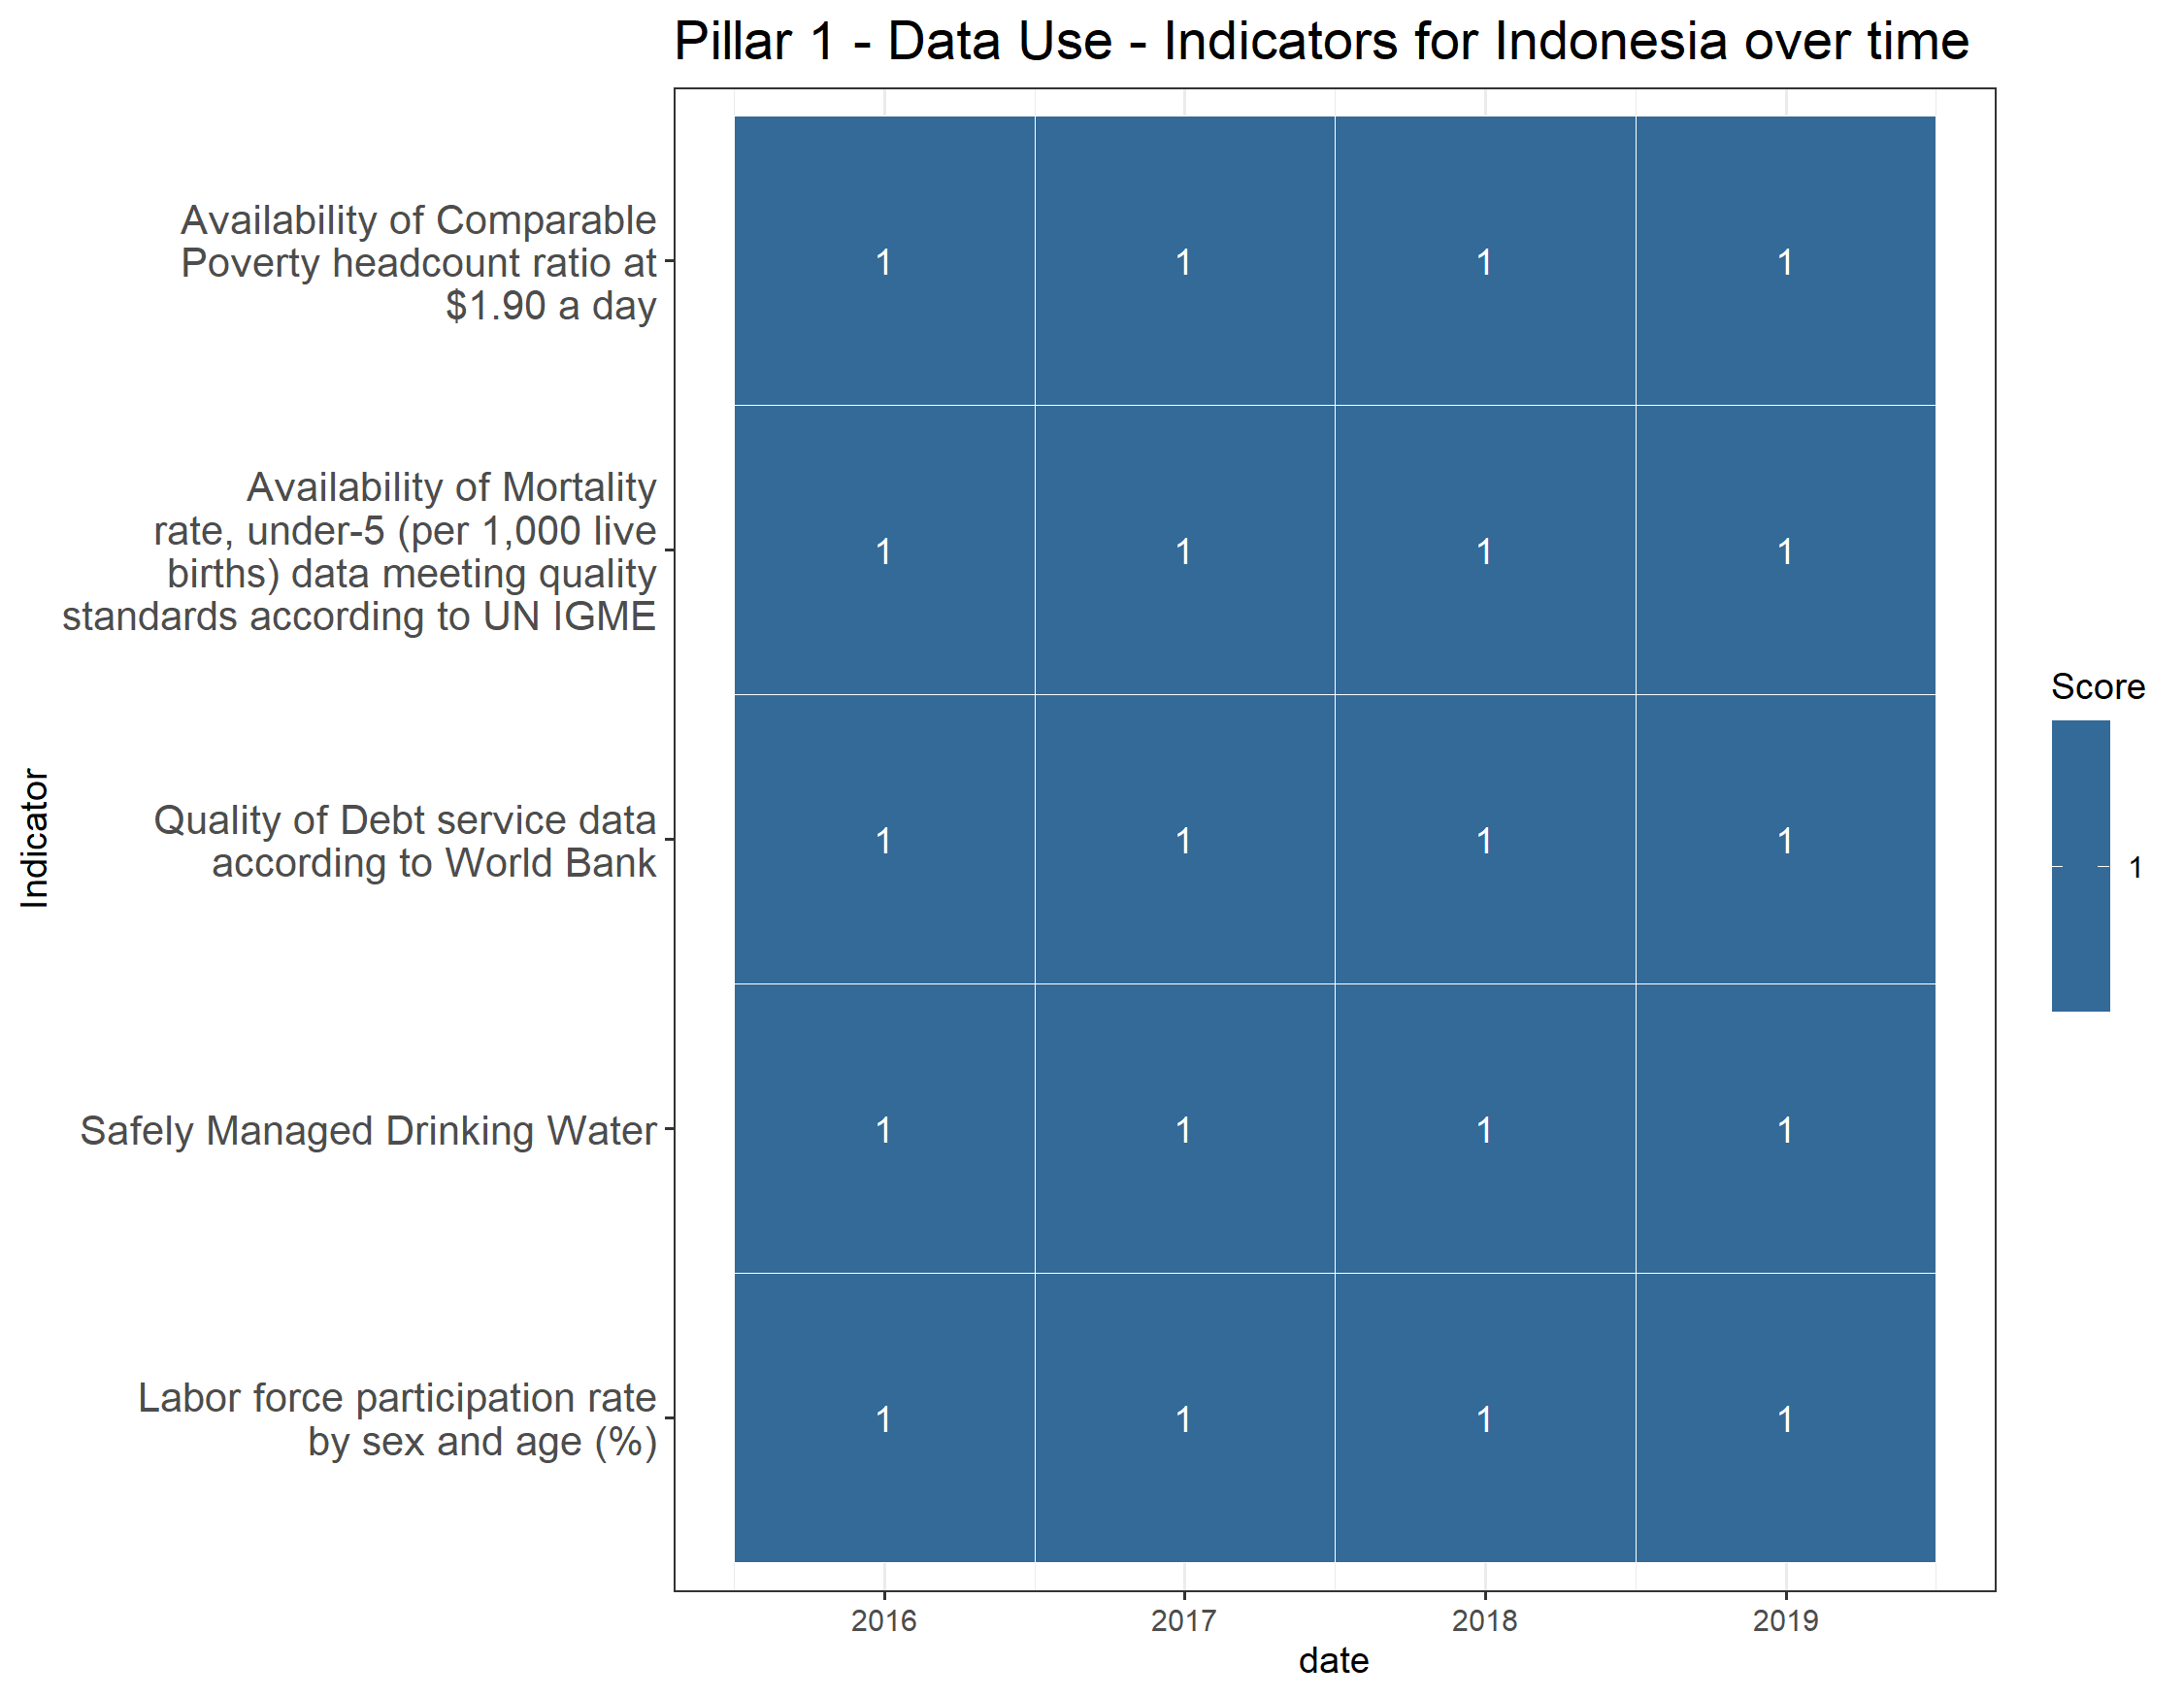 Pillar 1 - Data Use - Indicators for Indonesia over time
Indicator
Availability of Comparable
Poverty headcount ratio at
$1.90 a day
1 1 1 1
Availability of Mortality
rate, under-5 (per 1,000 live
births) data meeting quality
standards according to UN IGME
1 1 1 1
Quality of Debt service data
according to World Bank
1 1 1 1
Safely Managed Drinking Water
1 1 1 1
Labor force participation rate
by sex and age (%)
1 1 1 1
2016 2017 2018 2019
date
Score
1